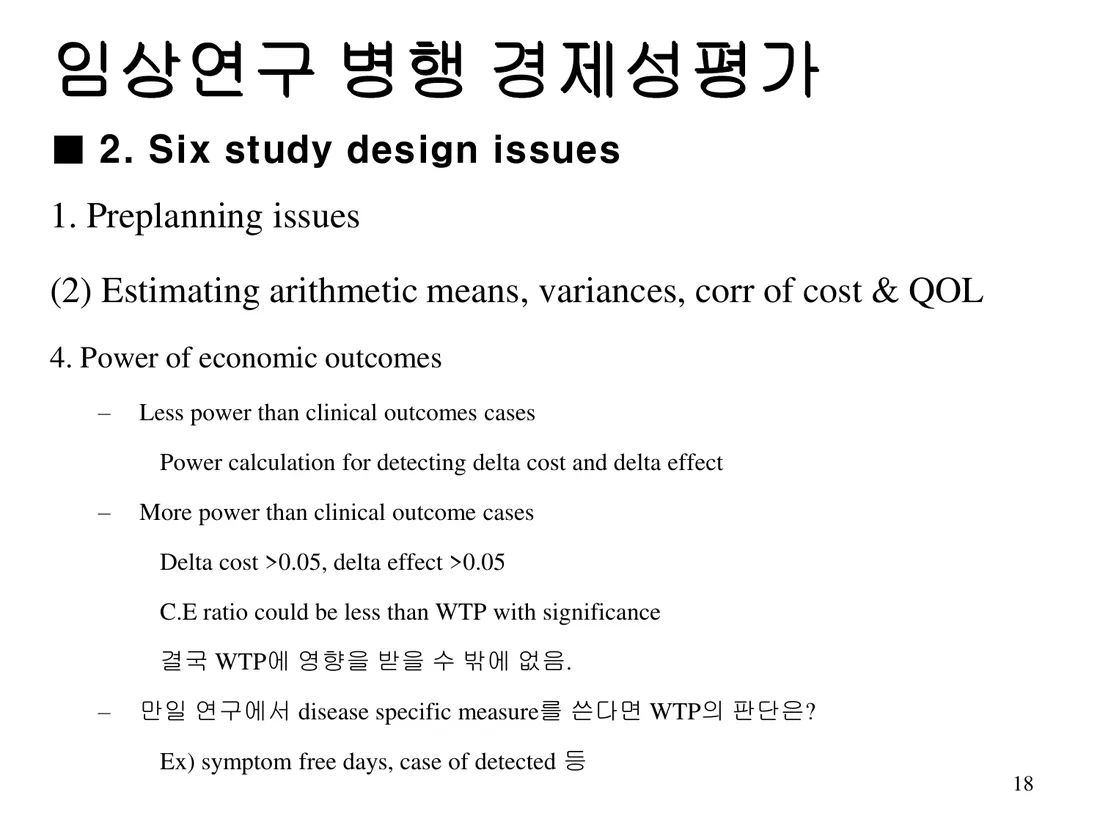 임상연구 병행 경제성평가
■ 2. Six study design issues
1. Preplanning issues
(2) Estimating arithmetic means, variances, corr of cost & QOL
4. Power of economic outcomes
– Less power than clinical outcomes cases
Power calculation for detecting delta cost and delta effect
– More power than clinical outcome cases
Delta cost >0.05, delta effect >0.05
C.E ratio could be less than WTP with significance
결국 WTP에 영향을 받을 수 밖에 없음.
– 만일 연구에서 disease specific measure를 쓴다면 WTP의 판단은?
Ex) symptom free days, case of detected 등
18